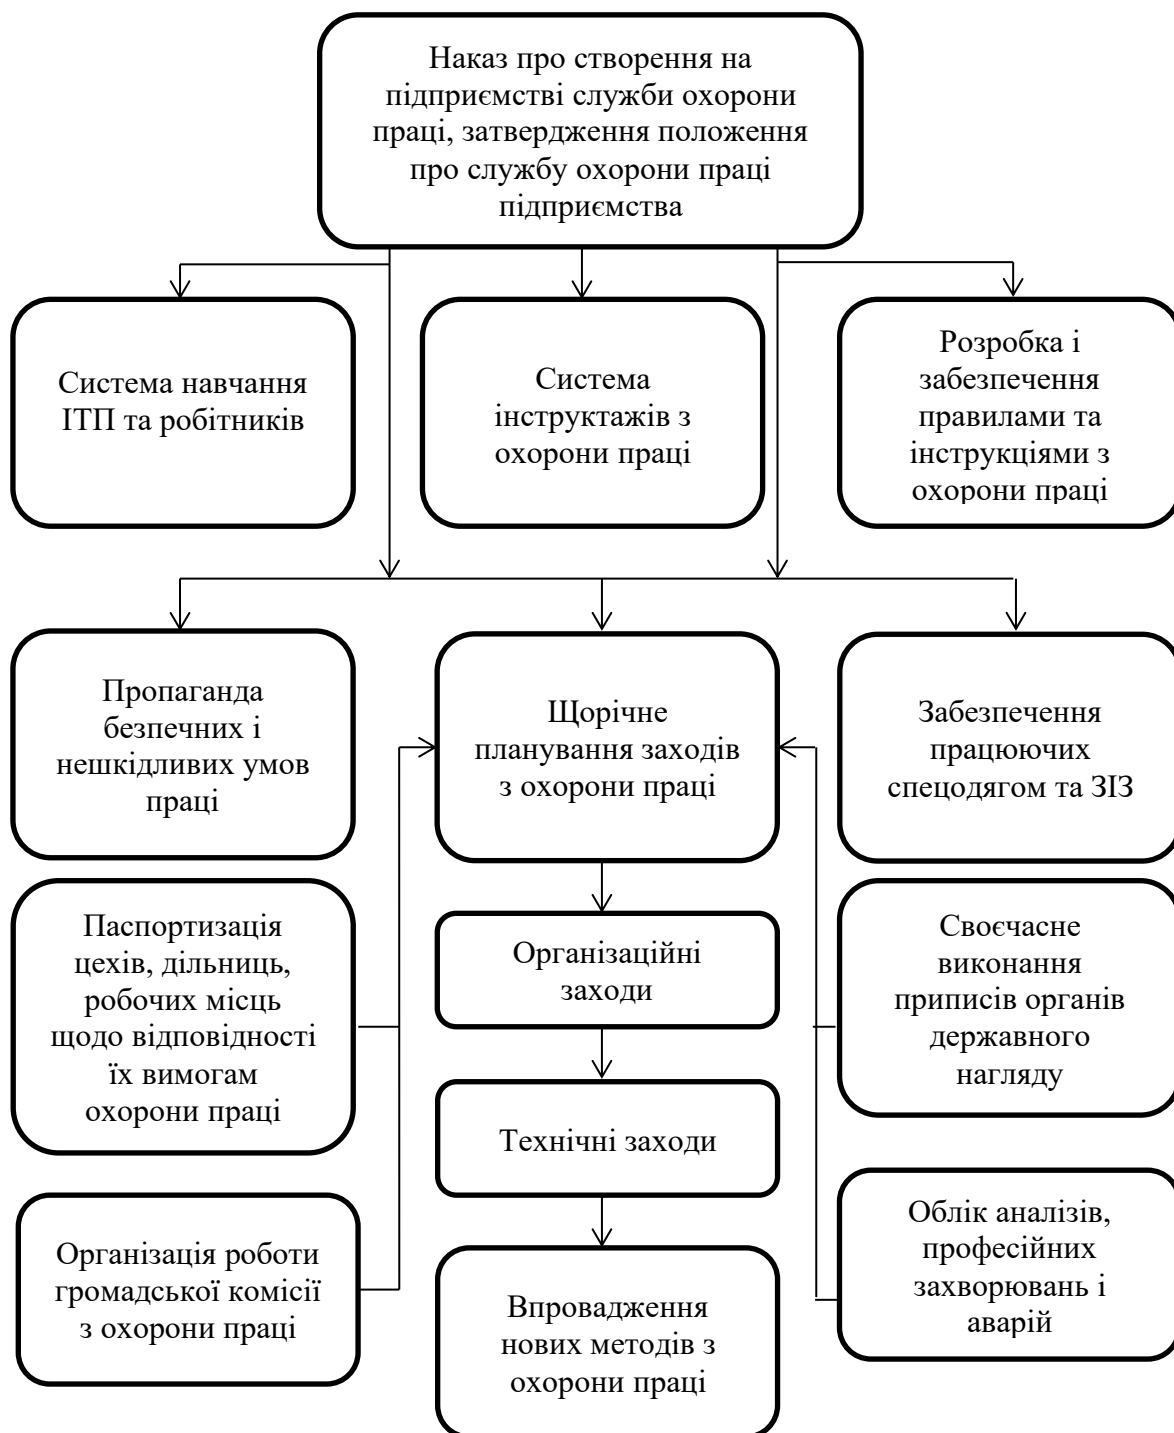 Наказ про створення на
підприємстві служби охорони
праці, затвердження положення
про службу охорони праці
підприємства
Система навчання
ІТП та робітників
Система
інструктажів з
охорони праці
Розробка і
забезпечення
правилами та
інструкціями з
охорони праці
Пропаганда
безпечних і
нешкідливих умов
праці
Щорічне
планування заходів
з охорони праці
Забезпечення
працюючих
спецодягом та ЗІЗ
Паспортизація
цехів, дільниць,
робочих місць
щодо відповідності
їх вимогам
охорони праці
Організаційні
заходи
Своєчасне
виконання
приписів органів
державного
нагляду
Технічні заходи
Організація роботи
громадської комісії
з охорони праці
Впровадження
нових методів з
охорони праці
Облік аналізів,
професійних
захворювань і
аварій